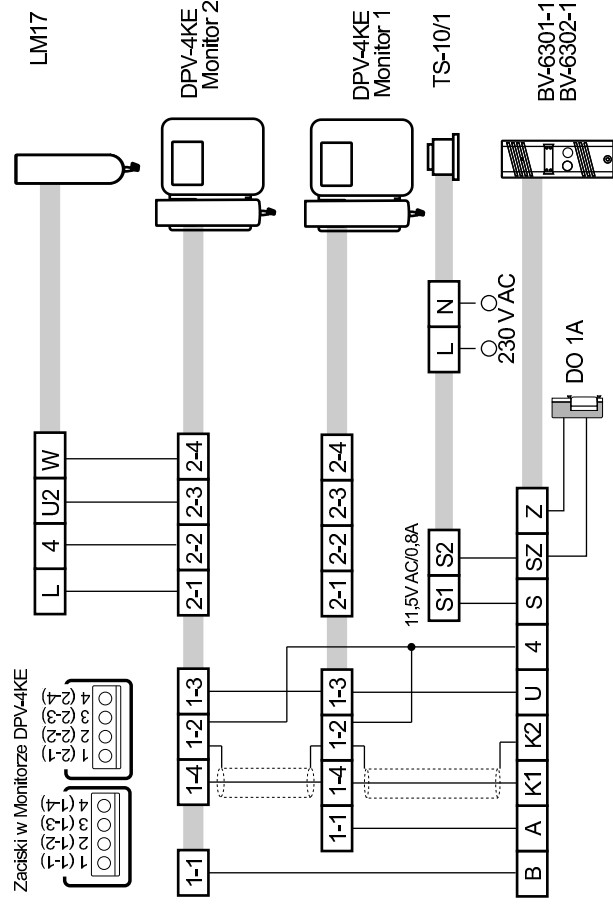 LM17
DPV-4KE
Monitor 2
DPV-4KE
Monitor 1
TS-10/1
BV-6301-1
BV-6302-1
L N
230 V AC
DO 1A
L 4 U2 W
2-1 2-2 2-3 2-4
2-1 2-2 2-3 2-4
11,5V AC/0,8A
S1 S2
Zaciski w Monitorze DPV-4KE
1 (1-1)
2 (1-2)
3 (1-3)
4 (1-4)
1 (2-1)
2 (2-2)
3 (2-3)
4 (2-4)
1-1 1-4 1-2 1-3
1-1 1-4 1-2 1-3
B A K1 K2 U 4 S SZ Z